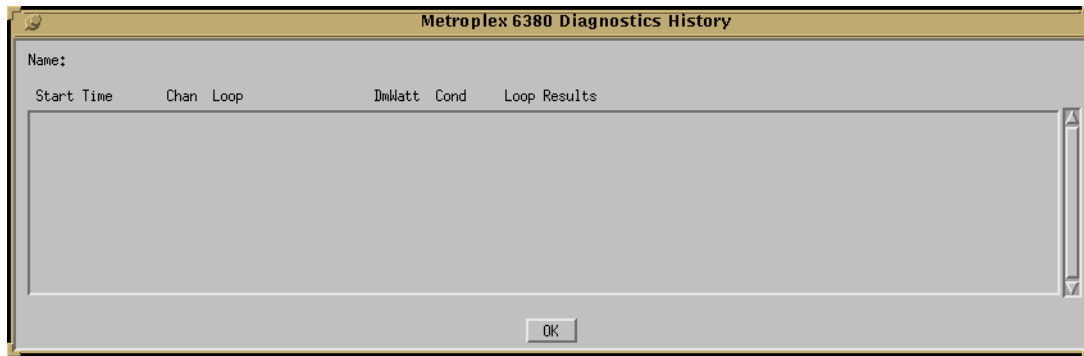 Metroplex 6380 Diagnostics History
Name:
Start Time Chan Loop DmWatt Cond Loop Results
OK